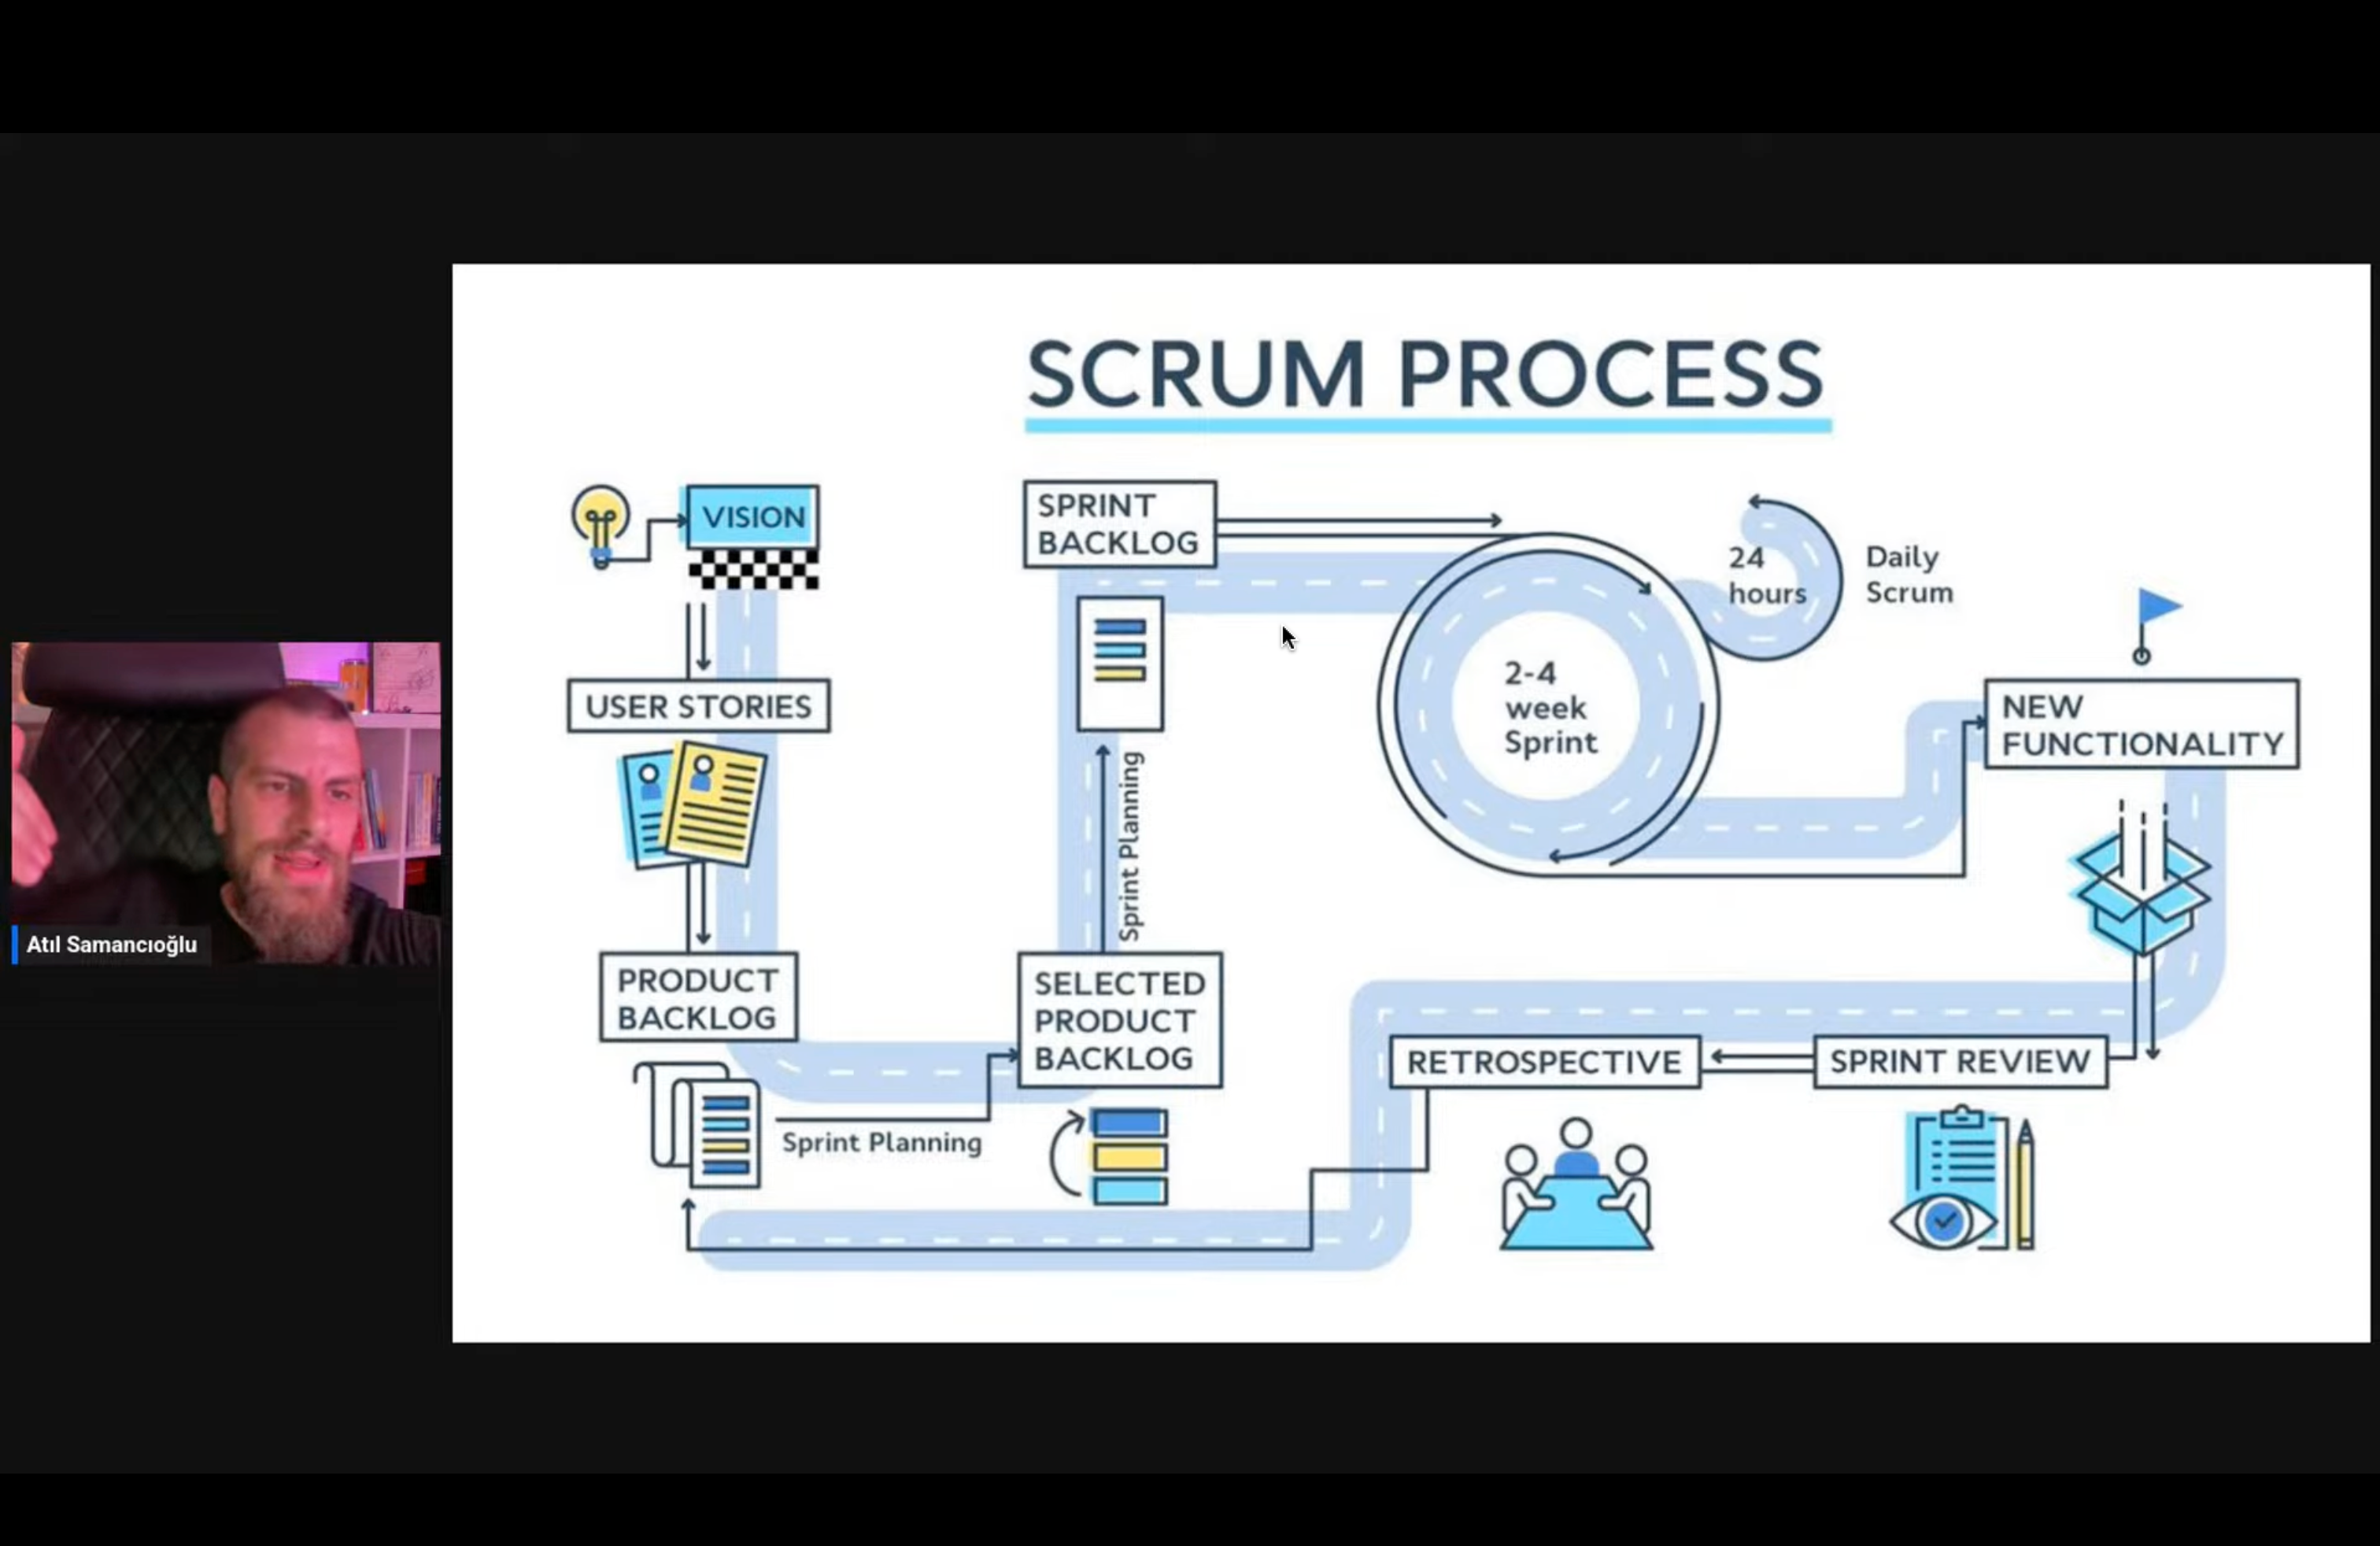 SCRUM PROCESS
VISION
USER STORIES
PRODUCT
BACKLOG
Sprint Planning
SELECTED
PRODUCT
BACKLOG
Sprint Planning
SPRINT
BACKLOG
2-4
week
Sprint
24
hours
Daily
Scrum
NEW
FUNCTIONALITY
SPRINT REVIEW
RETROSPECTIVE
Atıl Samancıoğlu